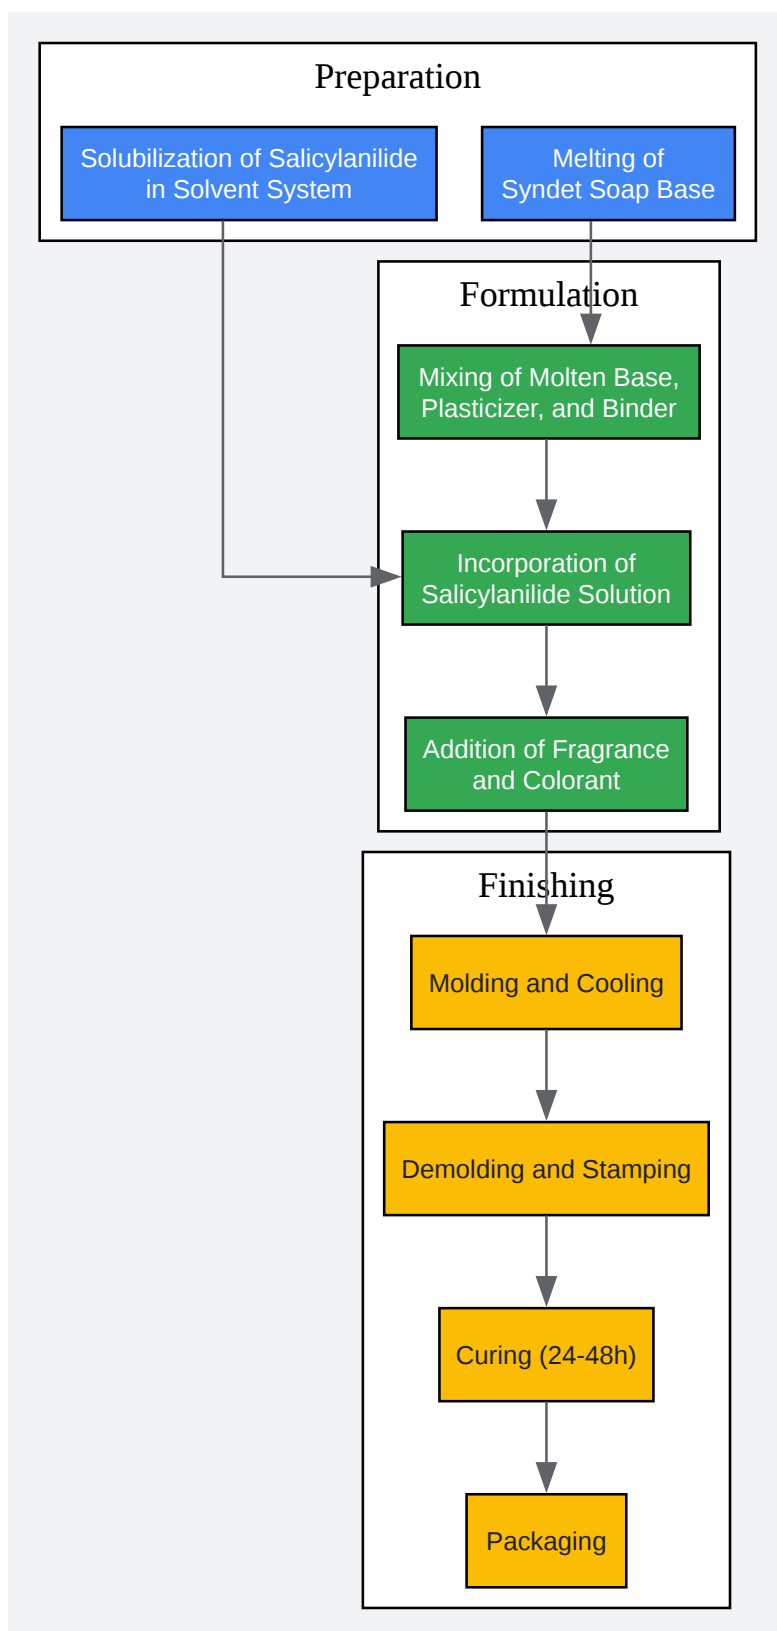 Preparation
Solubilization of Salicylanilide
in Solvent System
Melting of
Syndet Soap Base
Formulation
Mixing of Molten Base,
Plasticizer, and Binder
Incorporation of
Salicylanilide Solution
Addition of Fragrance
and Colorant
Finishing
Molding and Cooling
Demolding and Stamping
Curing (24-48h)
Packaging